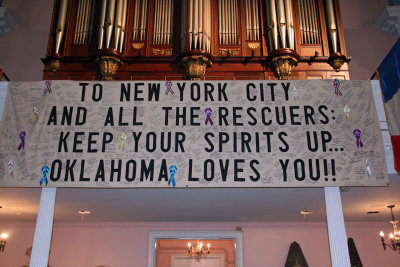 TO NEW YORK CITY
AND ALL THE RESCUERS:
KEEP YOUR SPIRITS UP...
OKLAHOMA LOVES YOU!!